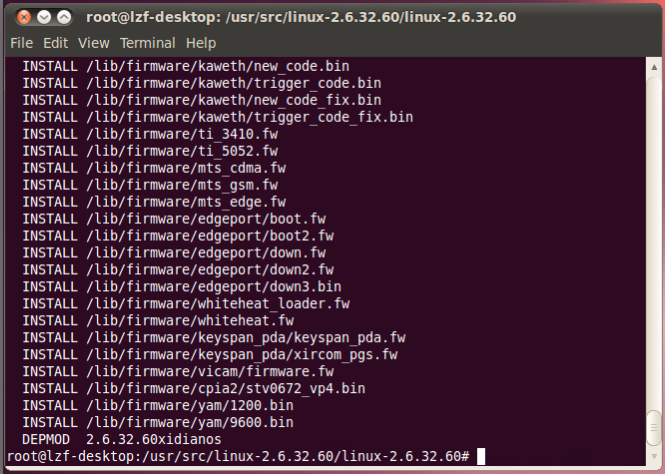 root@lzf-desktop: /usr/src/linux-2.6.32.60/linux-2.6.32.60
File Edit View Terminal Help
INSTALL /lib/firmware/kaweth/new_code.bin
INSTALL /lib/firmware/kaweth/trigger_code.bin
INSTALL /lib/firmware/kaweth/new_code_fix.bin
INSTALL /lib/firmware/kaweth/trigger_code_fix.bin
INSTALL /lib/firmware/ti_3410.fw
INSTALL /lib/firmware/ti_5052.fw
INSTALL /lib/firmware/mts_cdma.fw
INSTALL /lib/firmware/mts_gsm.fw
INSTALL /lib/firmware/mts_edge.fw
INSTALL /lib/firmware/edgeport/boot.fw
INSTALL /lib/firmware/edgeport/boot2.fw
INSTALL /lib/firmware/edgeport/down.fw
INSTALL /lib/firmware/edgeport/down2.fw
INSTALL /lib/firmware/edgeport/down3.bin
INSTALL /lib/firmware/whiteheat_loader.fw
INSTALL /lib/firmware/whiteheat.fw
INSTALL /lib/firmware/keyspan_pda/keyspan_pda.fw
INSTALL /lib/firmware/keyspan_pda/xircom_pgs.fw
INSTALL /lib/firmware/vicam/firmware.fw
INSTALL /lib/firmware/cpia2/stv0672_vp4.bin
INSTALL /lib/firmware/yam/1200.bin
INSTALL /lib/firmware/yam/9600.bin
DEPMOD 2.6.32.60xidianos
root@lzf-desktop:/usr/src/linux-2.6.32.60/linux-2.6.32.60#